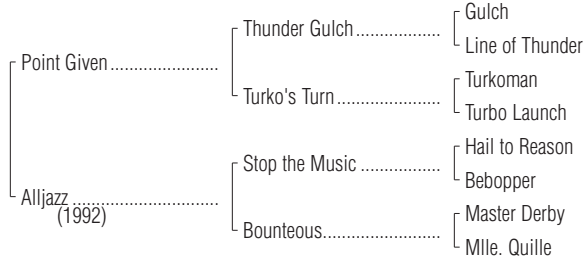 Gulch
Thunder Gulch..................
Line of Thunder
Point Given.......................
Turkoman
Turko's Turn......................
Turbo Launch
Hail to Reason
Stop the Music .................
Bebopper
Alljazz ...............................
(1992)
Master Derby
Bounteous.........................
Mlle. Quille